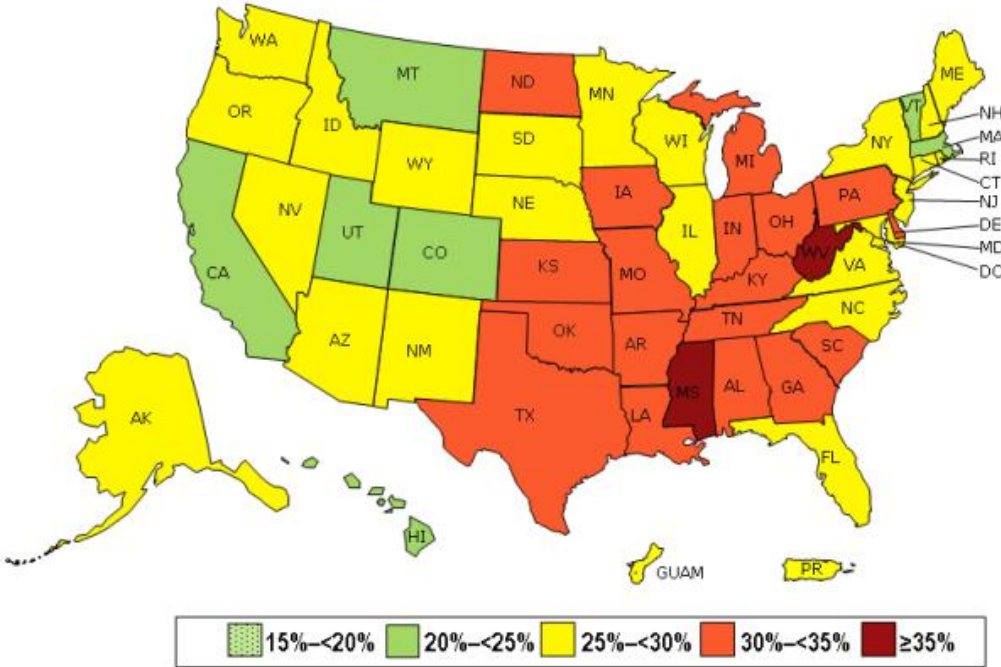 WA
MT
ND
MN
ME
VT
NH
OR
ID
SD
WI
NY
MA
WY
MI
RI
CT
NE
IA
PA
NJ
NV
UT
CO
IL
IN
OH
DE
MD
DC
CA
KS
MO
KY
WV
VA
NC
AZ
NM
OK
AR
TN
SC
MS
AL
GA
TX
LA
AK
FL
HI
GUAM
PR
15%–<20% 20%–<25% 25%–<30% 30%–<35% ≥35%